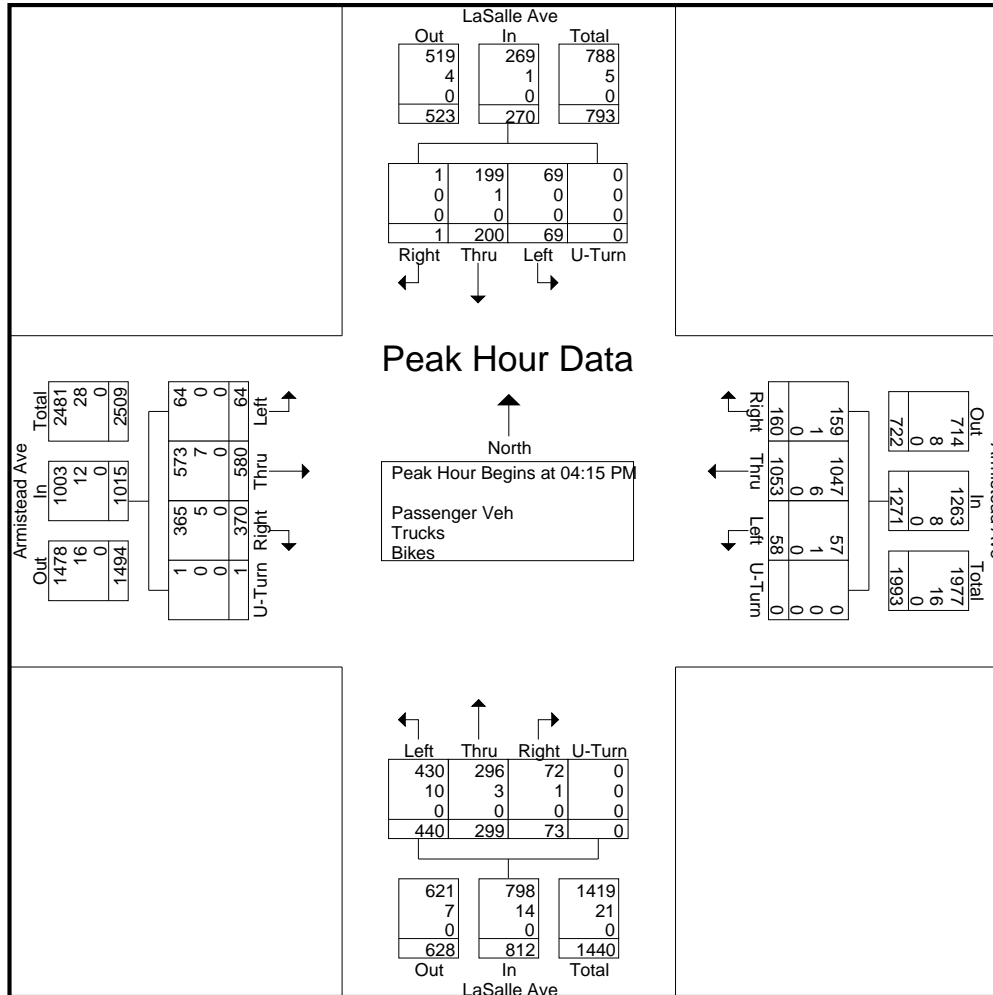 LaSalle Ave
Out In Total
519 269 788
4 1 5
0 0 0
523 270 793
1 199 69 0
0 1 0 0
0 0 0 0
1 200 69 0
Right Thru Left U-Turn
Peak Hour Data
North
Peak Hour Begins at 04:15 PM
Passenger Veh
Trucks
Bikes
Armistead Ave
Out In Total
1478 1003 2481
16 12 28
0 0 0
1494 1015 2509
1 365 573 64
0 5 7 0
0 0 0 0
1 370 580 64
U-Turn Right Thru Left
Out In Total
714 1263 1977
8 8 16
0 0 0
722 1271 1993
159 1047 57 0
1 6 1 0
0 0 0 0
160 1053 58 0
Right Thru Left U-Turn
Left Thru Right U-Turn
430 296 72 0
10 3 1 0
0 0 0 0
440 299 73 0
621 798 1419
7 14 21
0 0 0
628 812 1440
Out In Total
LaSalle Ave